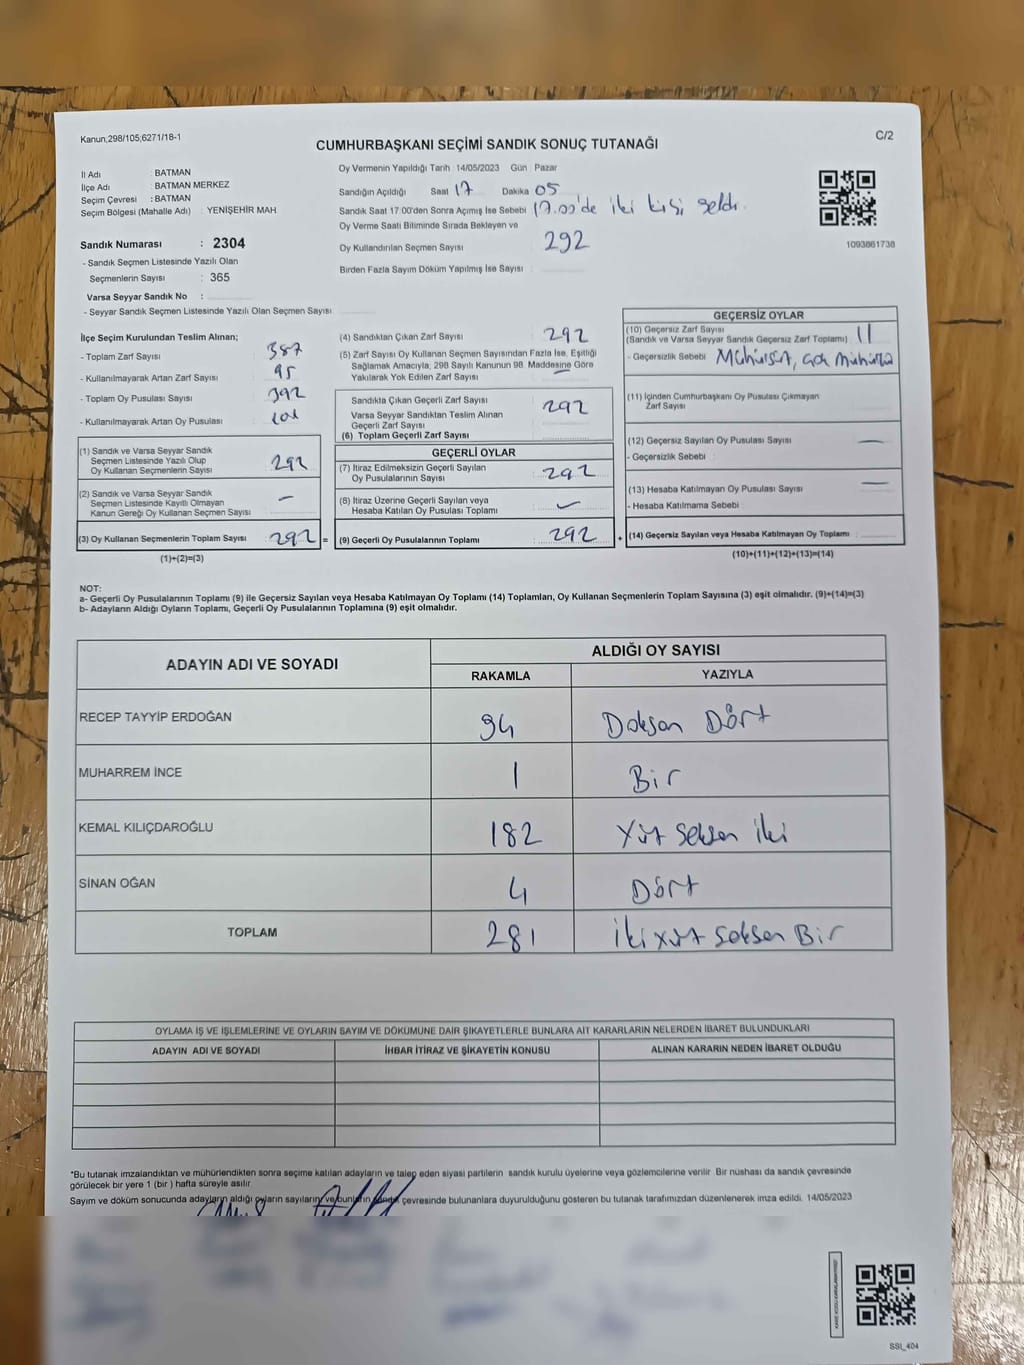 Kanun,298/105;6271/18-1
C/2
CUMHURBAŞKANI SEÇİMİ SANDIK SONUÇ TUTANAĞI
İl Adı : BATMAN
İlçe Adı : BATMAN MERKEZ
Seçim Çevresi : BATMAN
Seçim Bölgesi (Mahalle Adı) : YENİŞEHİR MAH
Sandık Numarası : 2304
- Sandık Seçmen Listesinde Yazılı Olan
Seçmenlerin Sayısı : 365
Varsa Seyyar Sandık No :
- Seyyar Sandık Seçmen Listesinde Yazılı Olan Seçmen Sayısı
Oy Vermenin Yapıldığı Tarih 14/05/2023 Gün : Pazar
Sandığın Açıldığı Saat 17 Dakika 05
Sandık Saat 17:00'den Sonra Açımış İse Sebebi 17.00'de iki kişi geldi.
Oy Verme Saati Bitiminde Sırada Bekleyen ve
Oy Kullandırılan Seçmen Sayısı 292
Birden Fazla Sayım Döküm Yapılmış İse Sayısı :
1093861738
İlçe Seçim Kurulundan Teslim Alınan;
- Toplam Zarf Sayısı : 387
- Kullanılmayarak Artan Zarf Sayısı : 95
- Toplam Oy Pusulası Sayısı : 392
- Kullanılmayarak Artan Oy Pusulası : 101
(1) Sandık ve Varsa Seyyar Sandık
Seçmen Listesinde Yazılı Olup
Oy Kullanan Seçmenlerin Sayısı : 292
(2) Sandık ve Varsa Seyyar Sandık
Seçmen Listesinde Kayıtlı Olmayan
Kanun Gereği Oy Kullanan Seçmen Sayısı : -
(3) Oy Kullanan Seçmenlerin Toplam Sayısı : 292 =
(1)+(2)=(3)
(4) Sandıktan Çıkan Zarf Sayısı : 292
(5) Zarf Sayısı Oy Kullanan Seçmen Sayısından Fazla İse, Eşitliği
Sağlamak Amacıyla; 298 Sayılı Kanunun 98. Maddesine Göre
Yakılarak Yok Edilen Zarf Sayısı : -
Sandıkta Çıkan Geçerli Zarf Sayısı : 292
Varsa Seyyar Sandıktan Teslim Alınan
Geçerli Zarf Sayısı :
(6) Toplam Geçerli Zarf Sayısı
GEÇERLİ OYLAR
(7) İtiraz Edilmeksizin Geçerli Sayılan
Oy Pusulalarının Sayısı : 292
(8) İtiraz Üzerine Geçerli Sayılan veya
Hesaba Katılan Oy Pusulası Toplamı : -
(9) Geçerli Oy Pusulalarının Toplamı : 292 +
GEÇERSİZ OYLAR
(10) Geçersiz Zarf Sayısı
(Sandık ve Varsa Seyyar Sandık Geçersiz Zarf Toplamı) : 11
- Geçersizlik Sebebi : Mühürsüz, çok mühürlü
(11) İçinden Cumhurbaşkanı Oy Pusulası Çıkmayan
Zarf Sayısı
(12) Geçersiz Sayılan Oy Pusulası Sayısı : -
- Geçersizlik Sebebi :
(13) Hesaba Katılmayan Oy Pusulası Sayısı : -
- Hesaba Katılmama Sebebi :
(14) Geçersiz Sayılan veya Hesaba Katılmayan Oy Toplamı :
(10)+(11)+(12)+(13)=(14)
NOT:
a- Geçerli Oy Pusulalarının Toplamı (9) ile Geçersiz Sayılan veya Hesaba Katılmayan Oy Toplamı (14) Toplamları, Oy Kullanan Seçmenlerin Toplam Sayısına (3) eşit olmalıdır. (9)+(14)=(3)
b- Adayların Aldığı Oyların Toplamı, Geçerli Oy Pusulalarının Toplamına (9) eşit olmalıdır.
ADAYIN ADI VE SOYADI
ALDIĞI OY SAYISI
RAKAMLA YAZIYLA
RECEP TAYYİP ERDOĞAN 94 Doksan Dört
MUHARREM İNCE 1 Bir
KEMAL KILIÇDAROĞLU 182 Yüz seksen iki
SİNAN OĞAN 4 Dört
TOPLAM 281 İki yüz seksen Bir
OYLAMA İŞ VE İŞLEMLERİNE VE OYLARIN SAYIM VE DÖKÜMÜNE DAİR ŞİKAYETLERLE BUNLARA AİT KARARLARIN NELERDEN İBARET BULUNDUKLARI
ADAYIN ADI VE SOYADI İHBAR İTİRAZ VE ŞİKAYETİN KONUSU ALINAN KARARIN NEDEN İBARET OLDUĞU
*Bu tutanak imzalandıktan ve mühürlendikten sonra seçime katılan adayların ve talep eden siyasi partilerin sandık kurulu üyelerine veya gözlemcilerine verilir. Bir nüshası da sandık çevresinde
görülecek bir yere 1 (bir) hafta süreyle asılır.
Sayım ve döküm sonucunda adayların aldığı oyların sayıların ve bunların sandık çevresinde bulunanlara duyurulduğunu gösteren bu tutanak tarafımızdan düzenlenerek imza edildi. 14/05/2023
SSİ_404